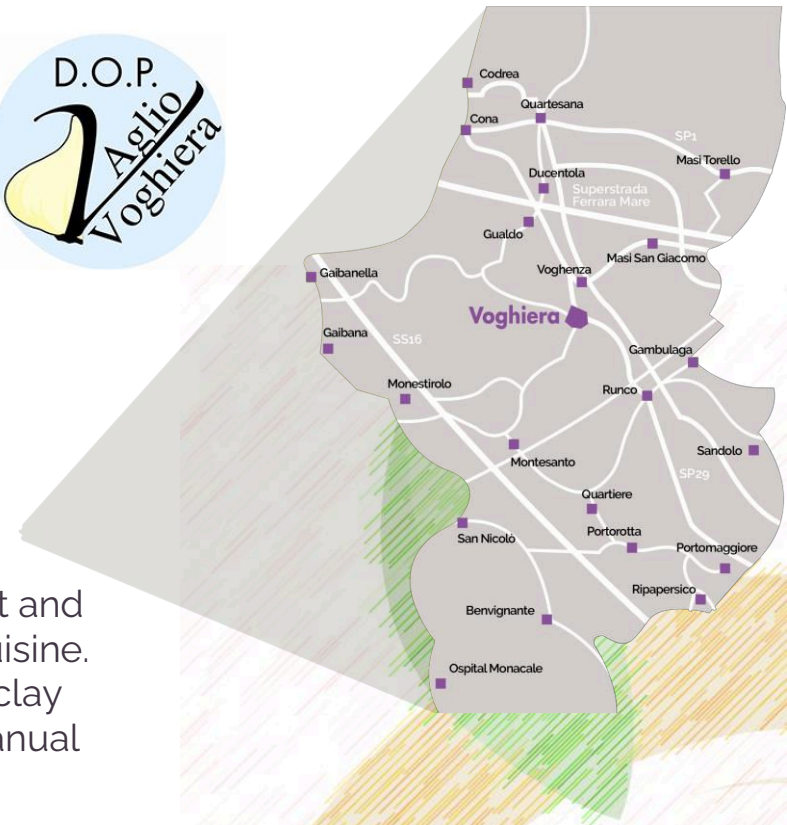 D.O.P.
Aglio
Voghiera
Codrea
Quartesana
Cona
SP1
Masi Torello
Ducentola
Superstrada
Ferrara Mare
Gualdo
Masi San Giacomo
Voghenza
Gaibanella
Voghiera
Gaibana
SS16
Gambulaga
Monestirolo
Runco
Sandolo
Montesanto
SP29
Quartiere
Portorotta
San Nicolò
Portomaggiore
Ripapersico
Benvignante
Ospital Monacale
t and
uisine.
clay
anual